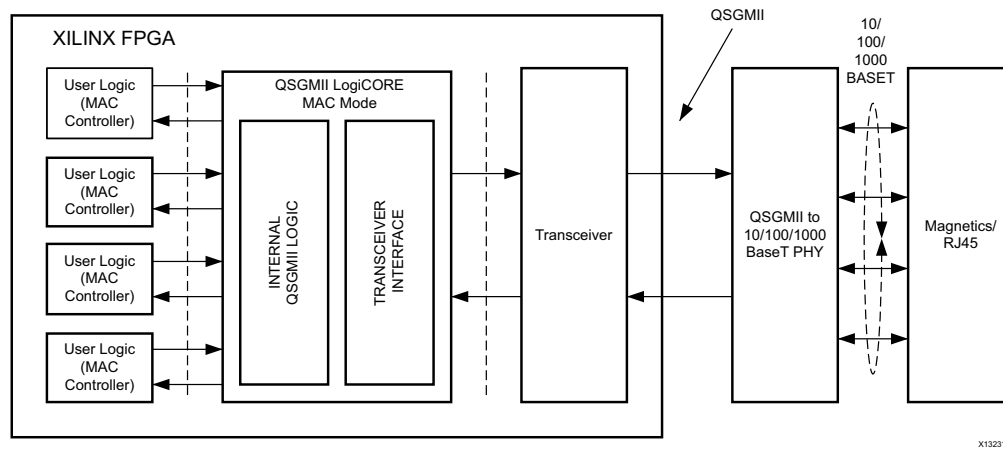 QSGMII
10/
100/
1000
BASET
XILINX FPGA
User Logic
(MAC
Controller)
User Logic
(MAC
Controller)
User Logic
(MAC
Controller)
User Logic
(MAC
Controller)
QSGMII LogiCORE
MAC Mode
INTERNAL
QSGMII LOGIC
TRANSCEIVER
INTERFACE
Transceiver
QSGMII to
10/100/1000
BaseT PHY
Magnetics/
RJ45
X13231